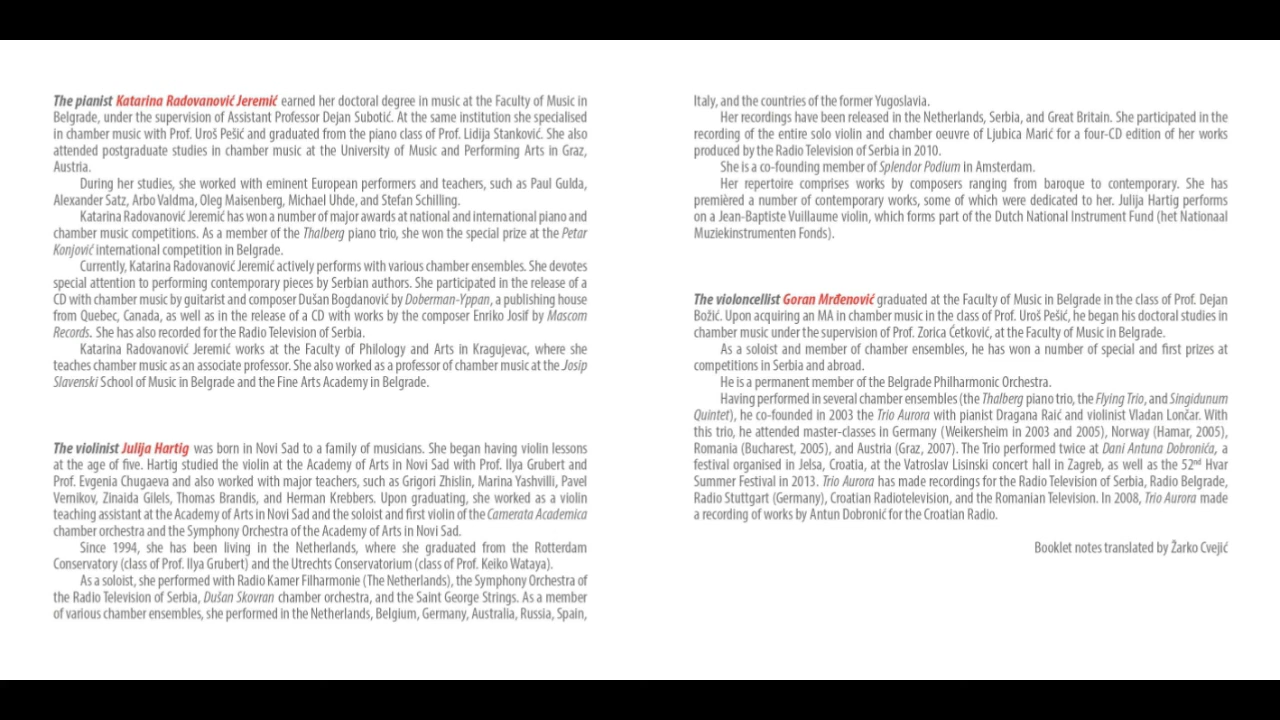 The pianist Katarina Radovanović Jeremić earned her doctoral degree in music at the Faculty of Music in
Belgrade, under the supervision of Assistant Professor Dejan Subotić. At the same institution she specialised
in chamber music with Prof. Uroš Pešić and graduated from the piano class of Prof. Lidija Stanković. She also
attended postgraduate studies in chamber music at the University of Music and Performing Arts in Graz,
Austria.
During her studies, she worked with eminent European performers and teachers, such as Paul Gulda,
Alexander Satz, Arbo Valdma, Oleg Maisenberg, Michael Uhde, and Stefan Schilling.
Katarina Radovanović Jeremić has won a number of major awards at national and international piano and
chamber music competitions. As a member of the Thalberg piano trio, she won the special prize at the Petar
Konjović international competition in Belgrade.
Currently, Katarina Radovanović Jeremić actively performs with various chamber ensembles. She devotes
special attention to performing contemporary pieces by Serbian authors. She participated in the release of a
CD with chamber music by guitarist and composer Dušan Bogdanović by Doberman-Yppan, a publishing house
from Quebec, Canada, as well as in the release of a CD with works by the composer Enriko Josif by Mascom
Records. She has also recorded for the Radio Television of Serbia.
Katarina Radovanović Jeremić works at the Faculty of Philology and Arts in Kragujevac, where she
teaches chamber music as an associate professor. She also worked as a professor of chamber music at the Josip
Slavenski School of Music in Belgrade and the Fine Arts Academy in Belgrade.
The violinist Julija Hartig was born in Novi Sad to a family of musicians. She began having violin lessons
at the age of five. Hartig studied the violin at the Academy of Arts in Novi Sad with Prof. Ilya Grubert and
Prof. Evgenia Chugaeva and also worked with major teachers, such as Grigori Zhislin, Marina Yashvilli, Pavel
Vernikov, Zinaida Gilels, Thomas Brandis, and Herman Krebbers. Upon graduating, she worked as a violin
teaching assistant at the Academy of Arts in Novi Sad and the soloist and first violin of the Camerata Academica
chamber orchestra and the Symphony Orchestra of the Academy of Arts in Novi Sad.
Since 1994, she has been living in the Netherlands, where she graduated from the Rotterdam
Conservatory (class of Prof. Ilya Grubert) and the Utrechts Conservatorium (class of Prof. Keiko Wataya).
As a soloist, she performed with Radio Kamer Filharmonie (The Netherlands), the Symphony Orchestra of
the Radio Television of Serbia, Dušan Skovran chamber orchestra, and the Saint George Strings. As a member
of various chamber ensembles, she performed in the Netherlands, Belgium, Germany, Australia, Russia, Spain,
Italy, and the countries of the former Yugoslavia.
Her recordings have been released in the Netherlands, Serbia, and Great Britain. She participated in the
recording of the entire solo violin and chamber oeuvre of Ljubica Marić for a four-CD edition of her works
produced by the Radio Television of Serbia in 2010.
She is a co-founding member of Splendor Podium in Amsterdam.
Her repertoire comprises works by composers ranging from baroque to contemporary. She has
premièred a number of contemporary works, some of which were dedicated to her. Julija Hartig performs
on a Jean-Baptiste Vuillaume violin, which forms part of the Dutch National Instrument Fund (het Nationaal
Muziekinstrumenten Fonds).
The violoncellist Goran Mrđenović graduated at the Faculty of Music in Belgrade in the class of Prof. Dejan
Božić. Upon acquiring an MA in chamber music in the class of Prof. Uroš Pešić, he began his doctoral studies in
chamber music under the supervision of Prof. Zorica Ćetković, at the Faculty of Music in Belgrade.
As a soloist and member of chamber ensembles, he has won a number of special and first prizes at
competitions in Serbia and abroad.
He is a permanent member of the Belgrade Philharmonic Orchestra.
Having performed in several chamber ensembles (the Thalberg piano trio, the Flying Trio, and Singidunum
Quintet), he co-founded in 2003 the Trio Aurora with pianist Dragana Raić and violinist Vladan Lončar. With
this trio, he attended master-classes in Germany (Weikersheim in 2003 and 2005), Norway (Hamar, 2005),
Romania (Bucharest, 2005), and Austria (Graz, 2007). The Trio performed twice at Dani Antuna Dobronića, a
festival organised in Jelsa, Croatia, at the Vatroslav Lisinski concert hall in Zagreb, as well as the 52nd Hvar
Summer Festival in 2013. Trio Aurora has made recordings for the Radio Television of Serbia, Radio Belgrade,
Radio Stuttgart (Germany), Croatian Radiotelevision, and the Romanian Television. In 2008, Trio Aurora made
a recording of works by Antun Dobronić for the Croatian Radio.
Booklet notes translated by Žarko Cvejić